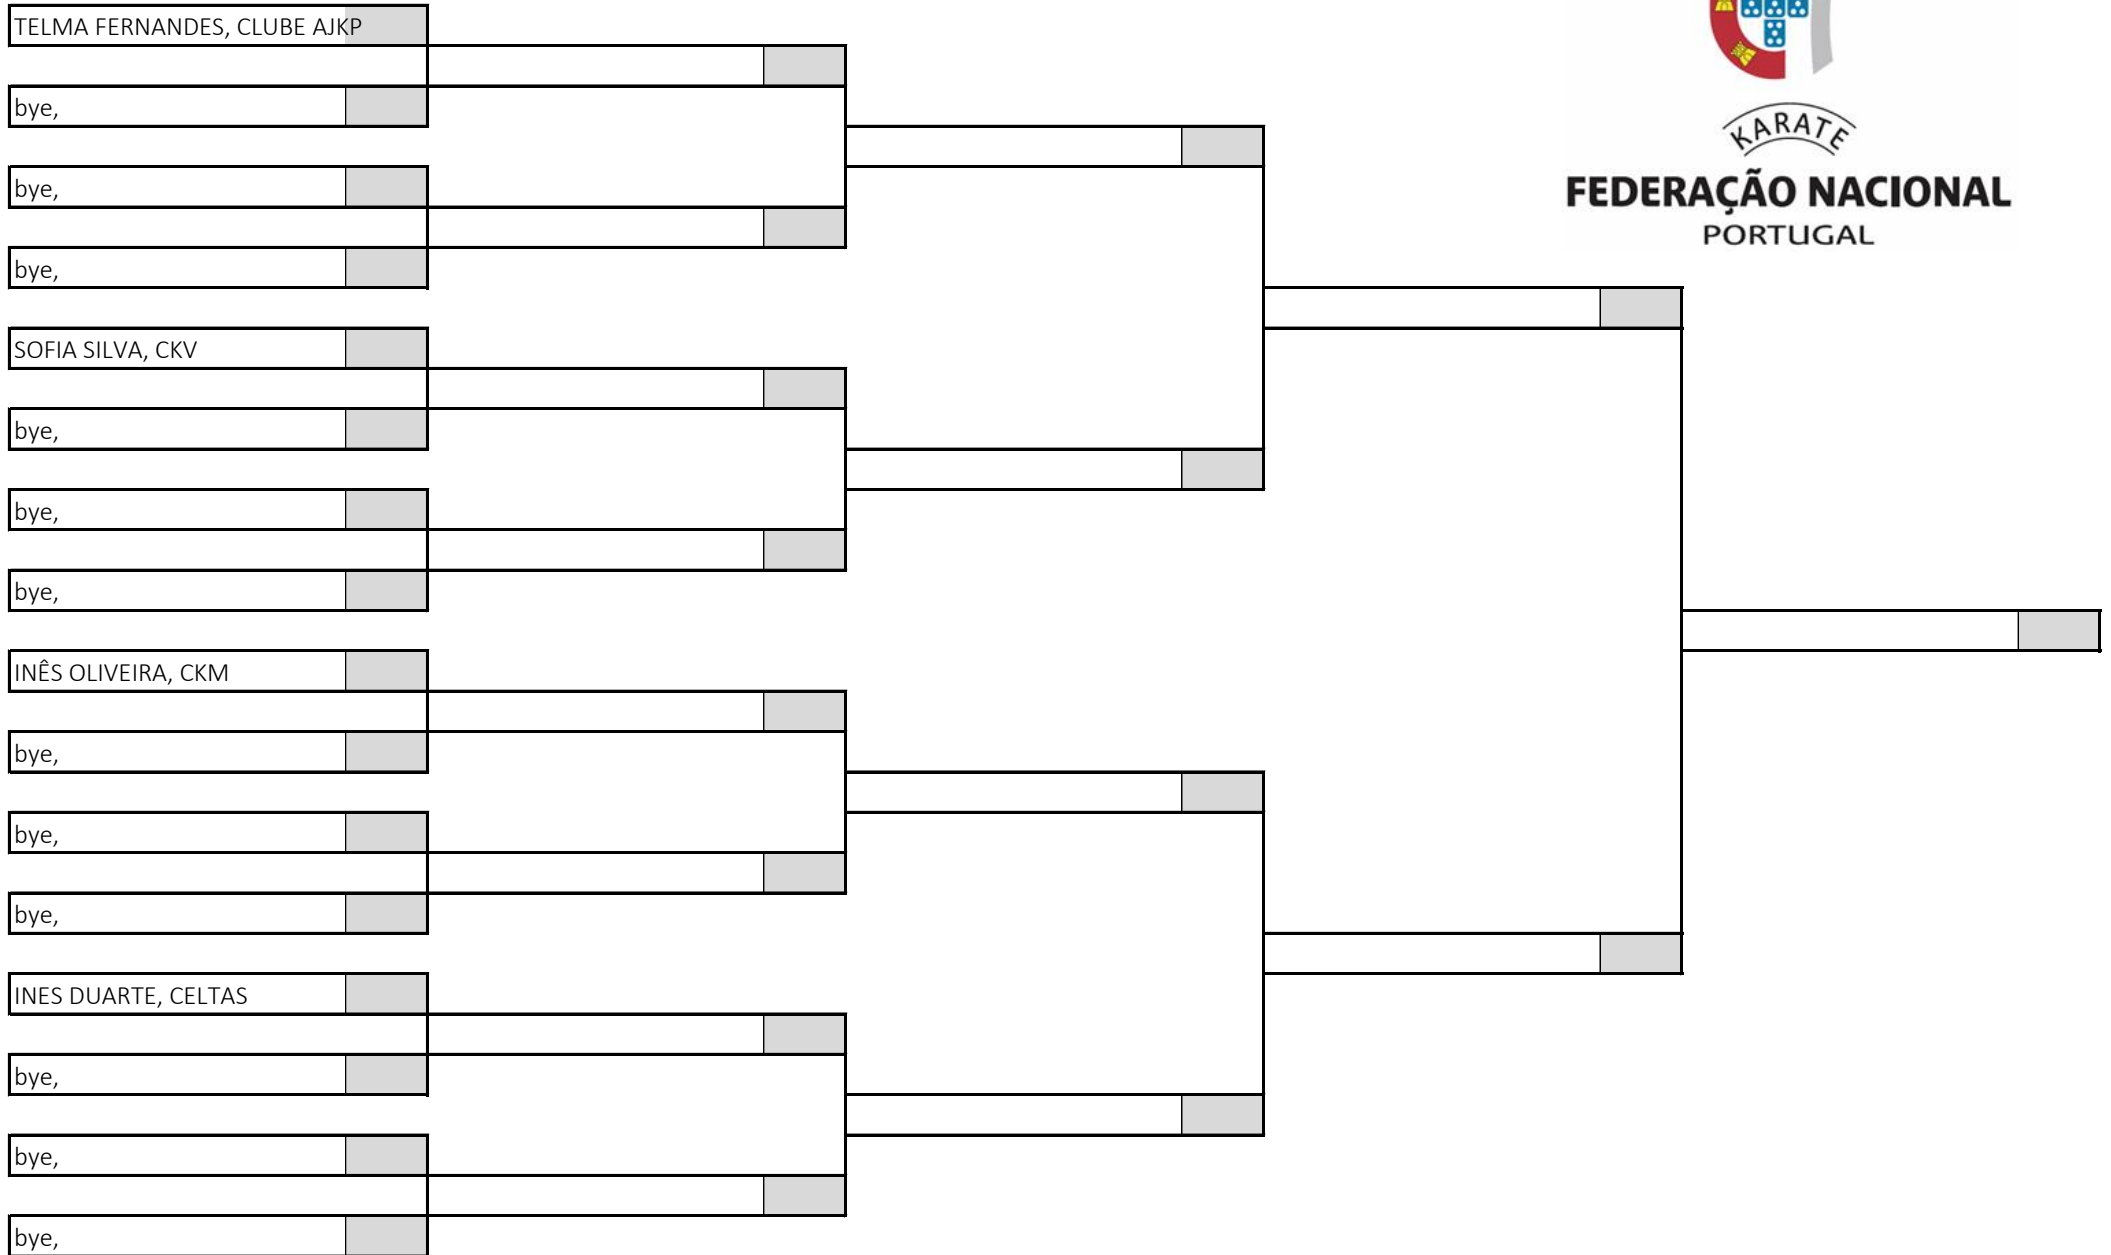 TELMA FERNANDES, CLUBE AJKP
bye,
bye,
bye,
SOFIA SILVA, CKV
bye,
bye,
bye,
INÊS OLIVEIRA, CKM
bye,
bye,
bye,
INES DUARTE, CELTAS
bye,
bye,
bye,
KARATE
FEDERAÇÃO NACIONAL
PORTUGAL